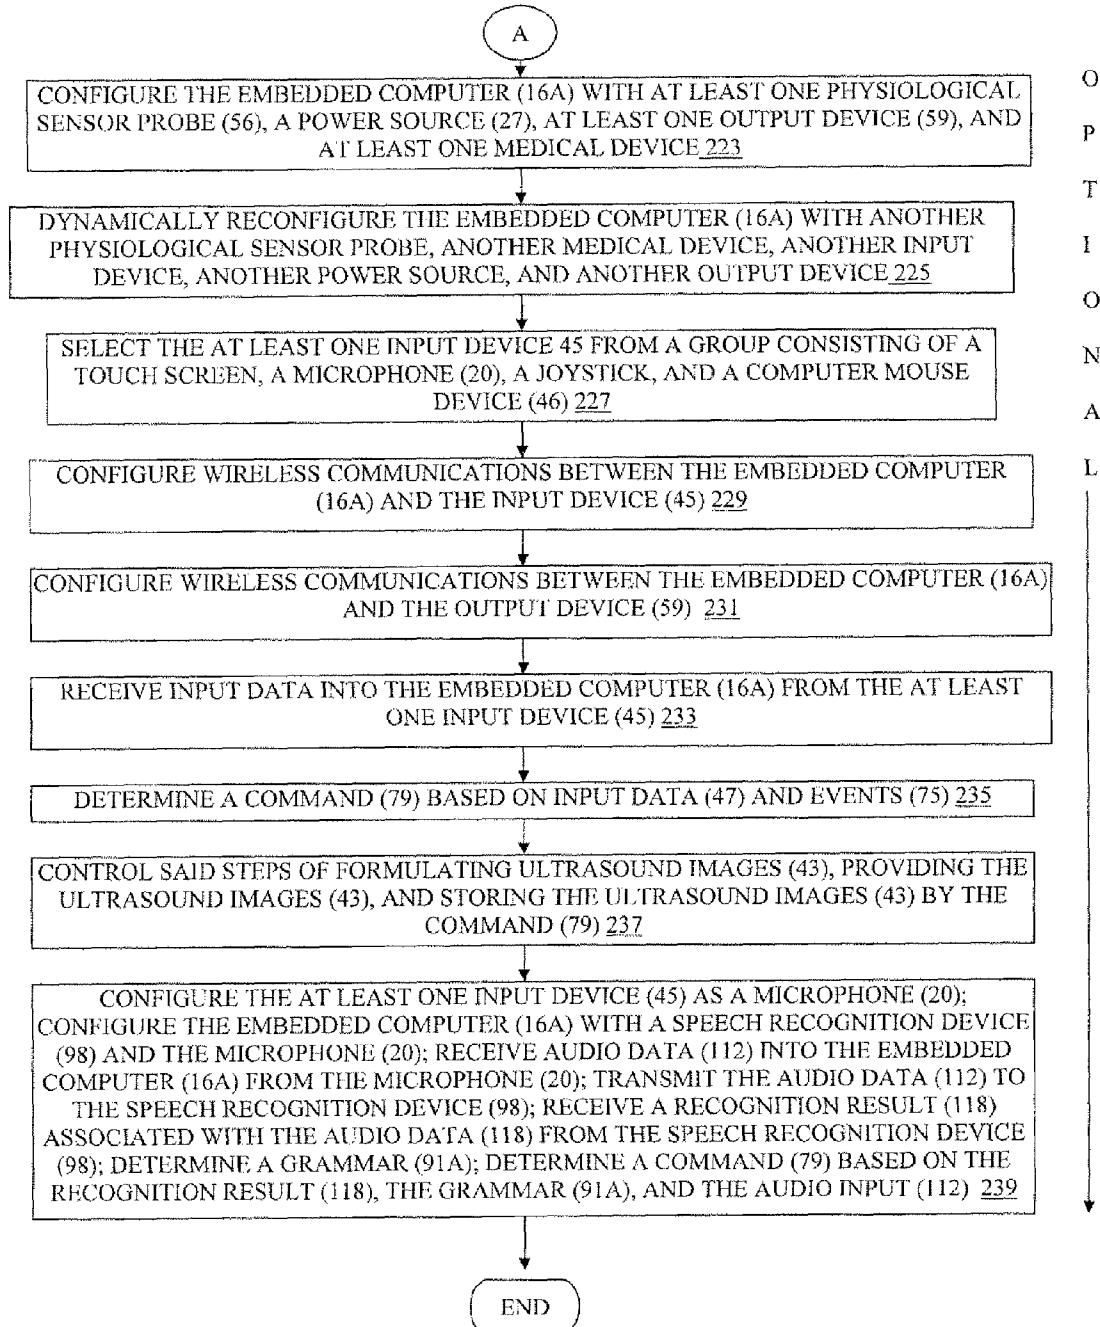 A
CONFIGURE THE EMBEDDED COMPUTER (16A) WITH AT LEAST ONE PHYSIOLOGICAL
SENSOR PROBE (56), A POWER SOURCE (27), AT LEAST ONE OUTPUT DEVICE (59), AND
AT LEAST ONE MEDICAL DEVICE 223
DYNAMICALLY RECONFIGURE THE EMBEDDED COMPUTER (16A) WITH ANOTHER
PHYSIOLOGICAL SENSOR PROBE, ANOTHER MEDICAL DEVICE, ANOTHER INPUT
DEVICE, ANOTHER POWER SOURCE, AND ANOTHER OUTPUT DEVICE 225
SELECT THE AT LEAST ONE INPUT DEVICE 45 FROM A GROUP CONSISTING OF A
TOUCH SCREEN, A MICROPHONE (20), A JOYSTICK, AND A COMPUTER MOUSE
DEVICE (46) 227
CONFIGURE WIRELESS COMMUNICATIONS BETWEEN THE EMBEDDED COMPUTER
(16A) AND THE INPUT DEVICE (45) 229
CONFIGURE WIRELESS COMMUNICATIONS BETWEEN THE EMBEDDED COMPUTER (16A)
AND THE OUTPUT DEVICE (59) 231
RECEIVE INPUT DATA INTO THE EMBEDDED COMPUTER (16A) FROM THE AT LEAST
ONE INPUT DEVICE (45) 233
DETERMINE A COMMAND (79) BASED ON INPUT DATA (47) AND EVENTS (75) 235
CONTROL SAID STEPS OF FORMULATING ULTRASOUND IMAGES (43), PROVIDING THE
ULTRASOUND IMAGES (43), AND STORING THE ULTRASOUND IMAGES (43) BY THE
COMMAND (79) 237
CONFIGURE THE AT LEAST ONE INPUT DEVICE (45) AS A MICROPHONE (20);
CONFIGURE THE EMBEDDED COMPUTER (16A) WITH A SPEECH RECOGNITION DEVICE
(98) AND THE MICROPHONE (20); RECEIVE AUDIO DATA (112) INTO THE EMBEDDED
COMPUTER (16A) FROM THE MICROPHONE (20); TRANSMIT THE AUDIO DATA (112) TO
THE SPEECH RECOGNITION DEVICE (98); RECEIVE A RECOGNITION RESULT (118)
ASSOCIATED WITH THE AUDIO DATA (118) FROM THE SPEECH RECOGNITION DEVICE
(98); DETERMINE A GRAMMAR (91A); DETERMINE A COMMAND (79) BASED ON THE
RECOGNITION RESULT (118), THE GRAMMAR (91A), AND THE AUDIO INPUT (112) 239
END
O
P
T
I
O
N
A
L